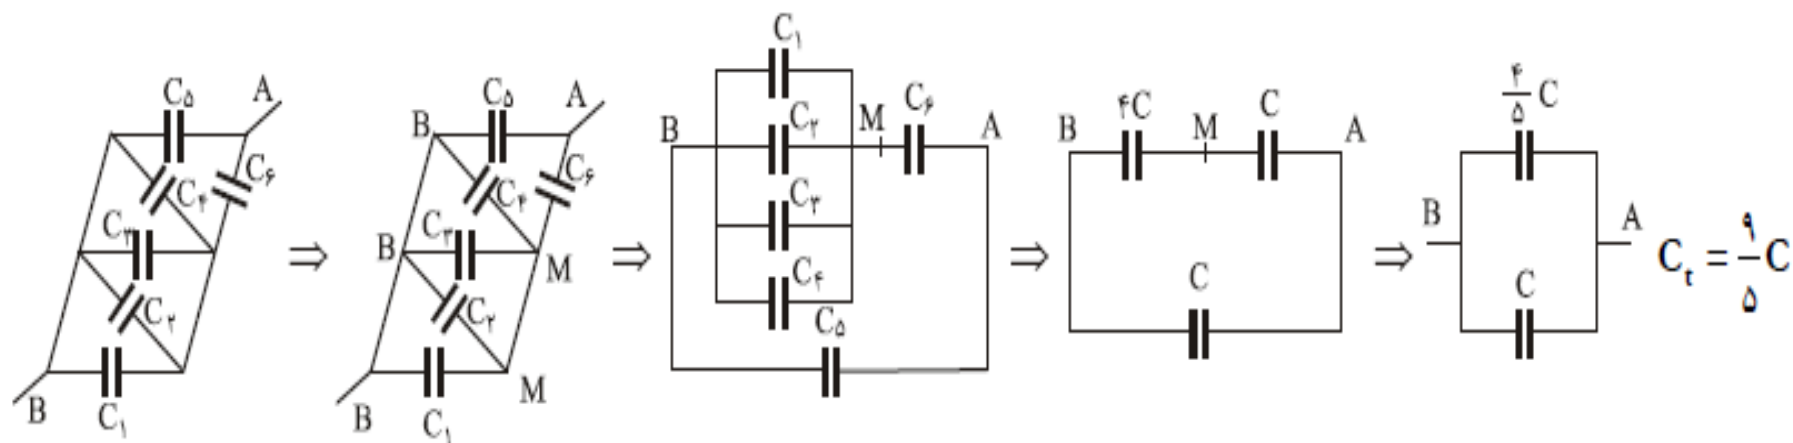 C۵ A
C۶
C۴
C۳
C۲
B C۱
⇒
B C۵ A
C۶
C۴
B C۳ M
C۲
B C۱ M
⇒
C۱
B C۲ M C۶ A
C۳
C۴
C۵
⇒
B ۴C M C A
C
⇒
۴/۵ C
B A
C
Cₜ = ۹/۵ C